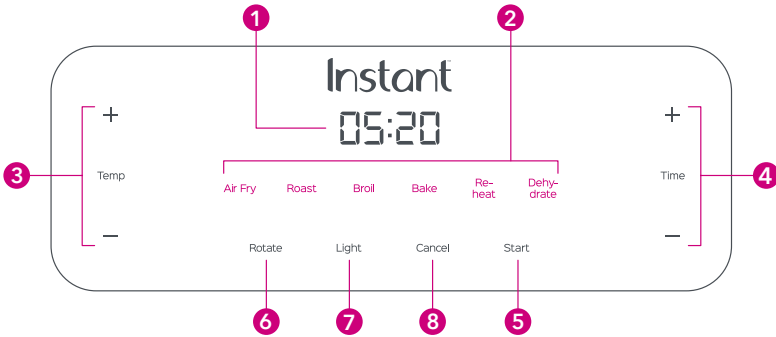 1
2
Instant
05:20
3
Temp
4
Time
Air Fry
Roast
Broil
Bake
Re-
heat
Dehy-
drate
Rotate
Light
Cancel
Start
6
7
8
5
+
−
+
−